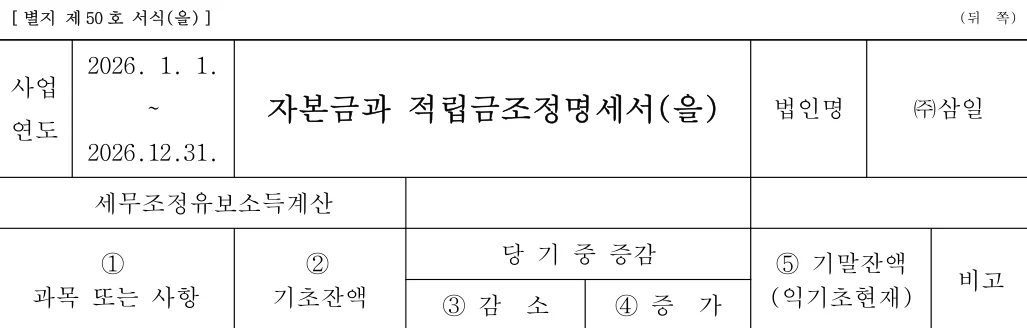 [ 별지 제 50 호 서식(을) ]
(뒤 쪽)
사업
연도
2026. 1. 1.
~
2026.12.31.
자본금과 적립금조정명세서(을)
법인명
㈜삼일
세무조정유보소득계산
①
과목 또는 사항
②
기초잔액
당 기 중 증감
③ 감 소
④ 증 가
⑤ 기말잔액
(익기초현재)
비고